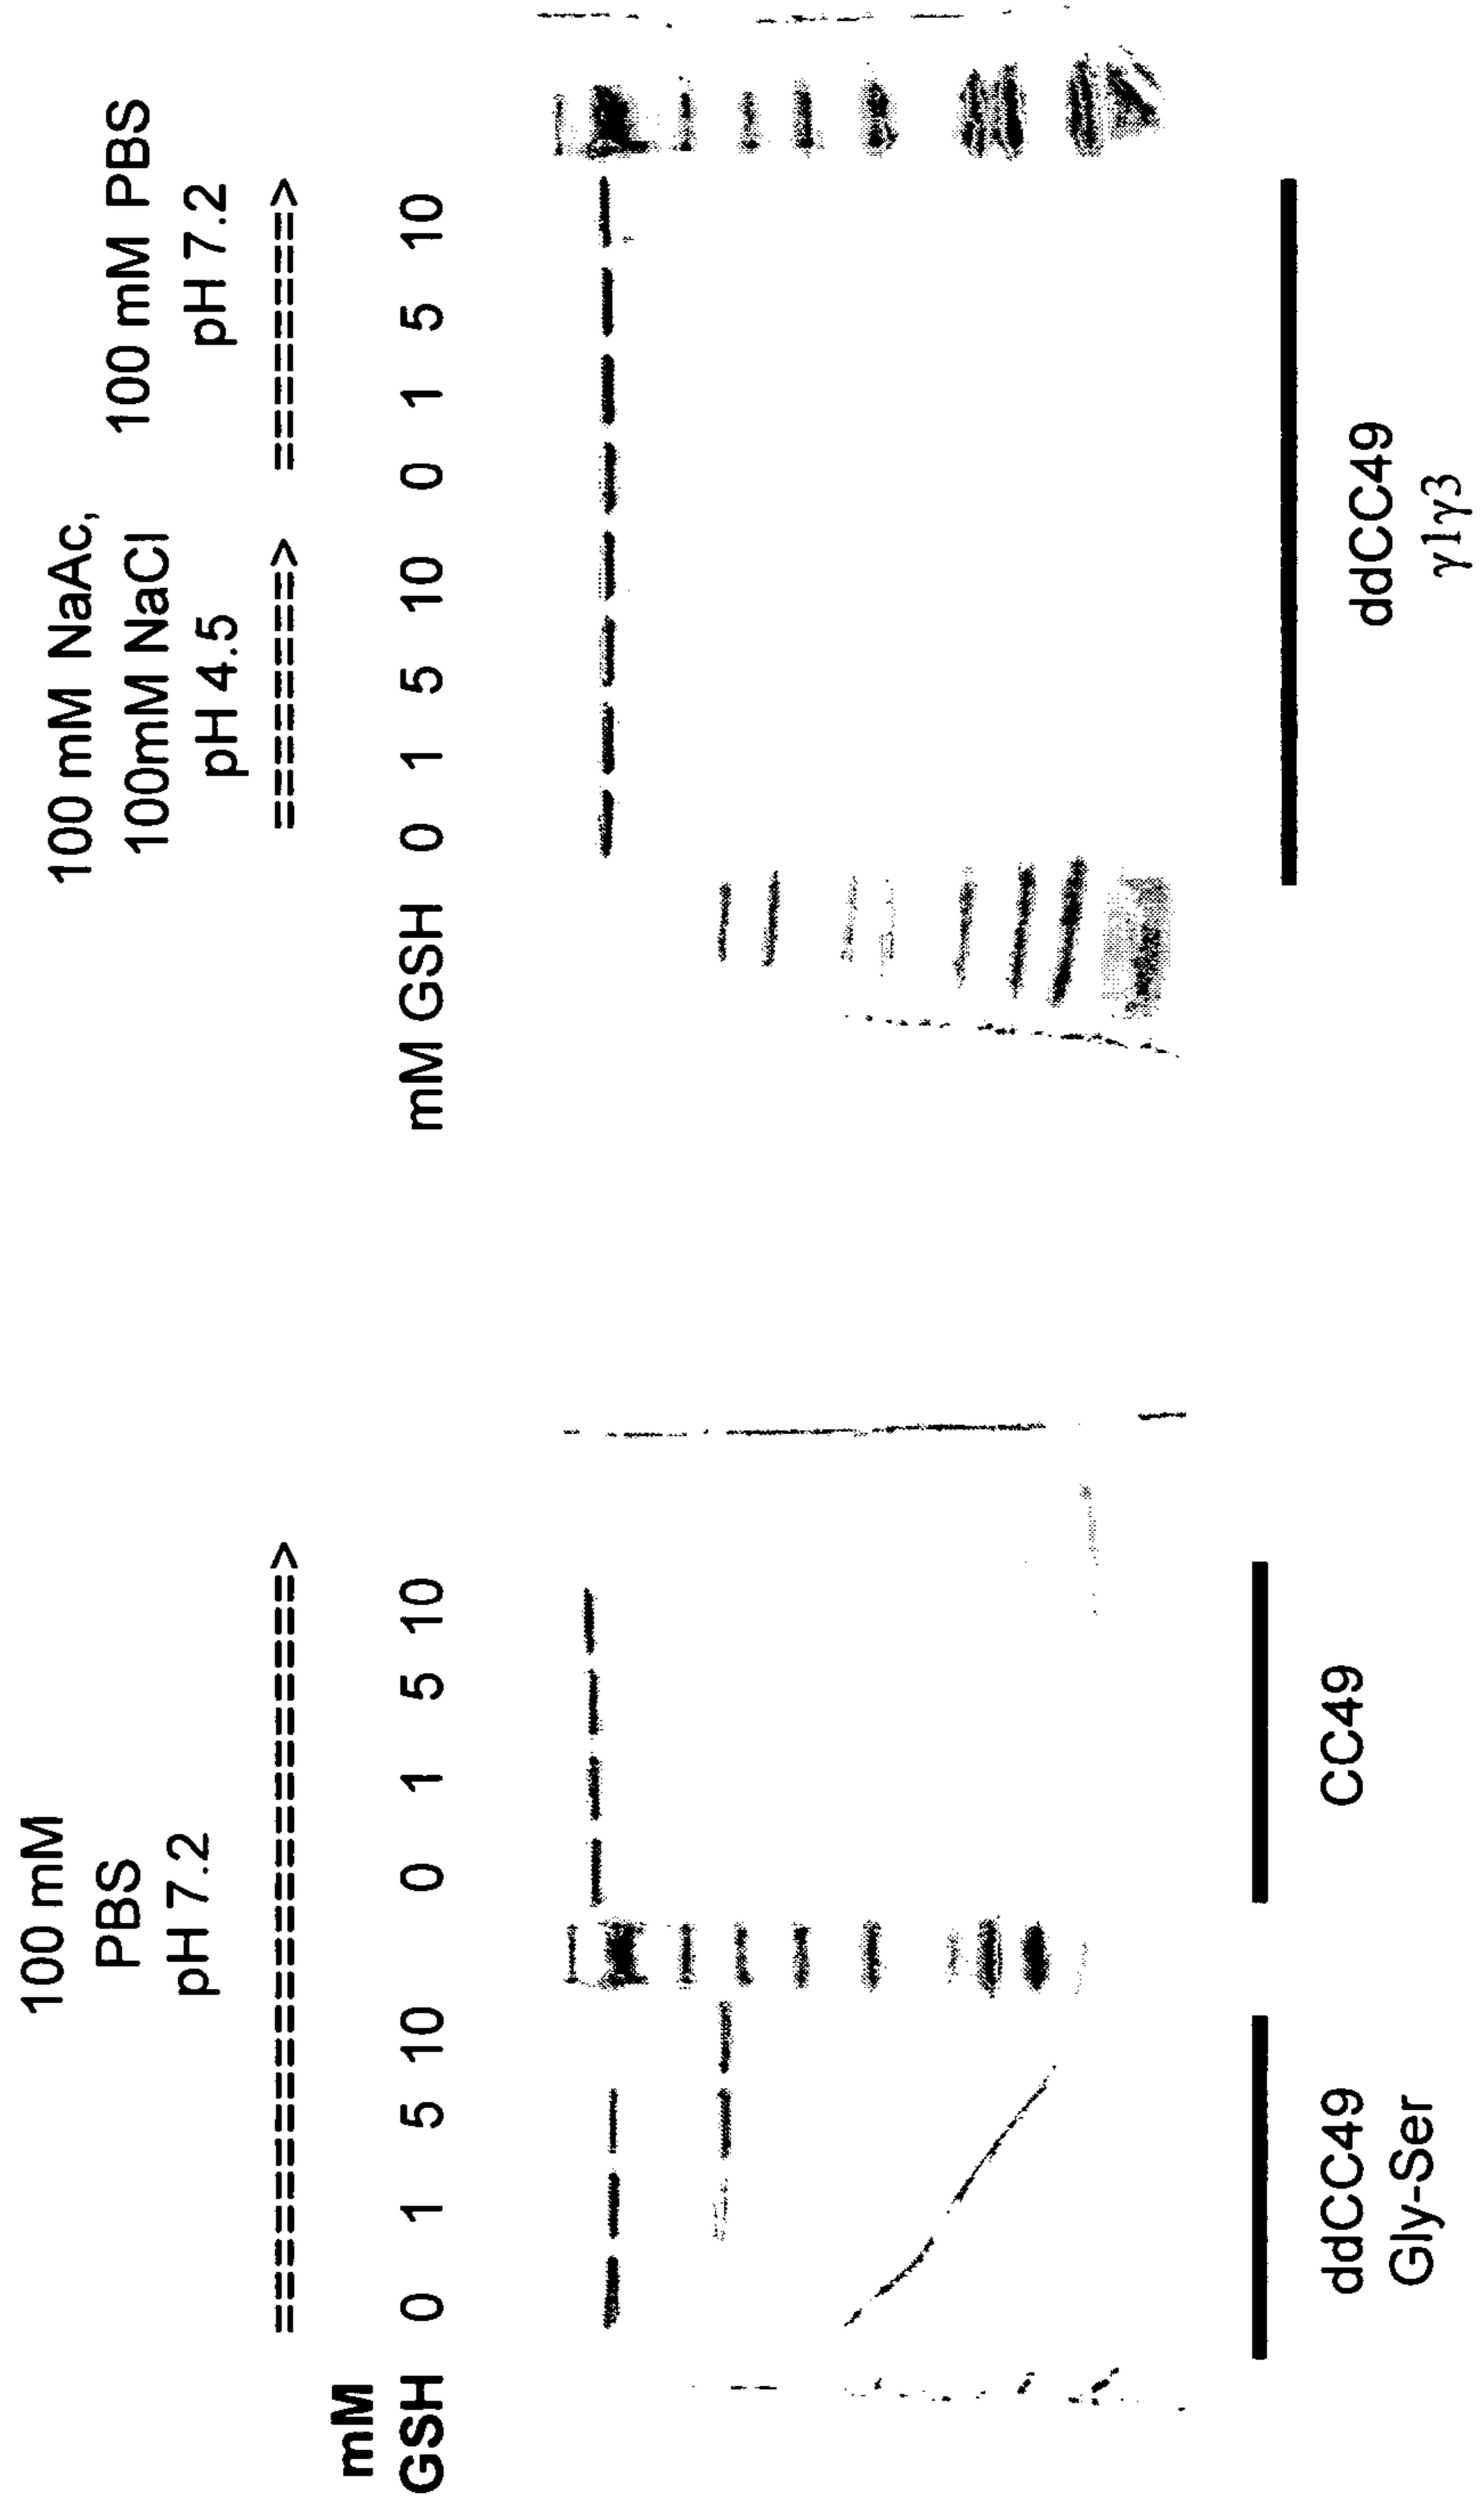 100 mM
PBS
pH 7.2
==========================>
mM
GSH 0 1 5 10 0 1 5 10
ddCC49
Gly-Ser
CC49
100 mM NaAc,
100mM NaCl
pH 4.5
100 mM PBS
pH 7.2
========> ========>
mM GSH 0 1 5 10 0 1 5 10
ddCC49
γ1γ3